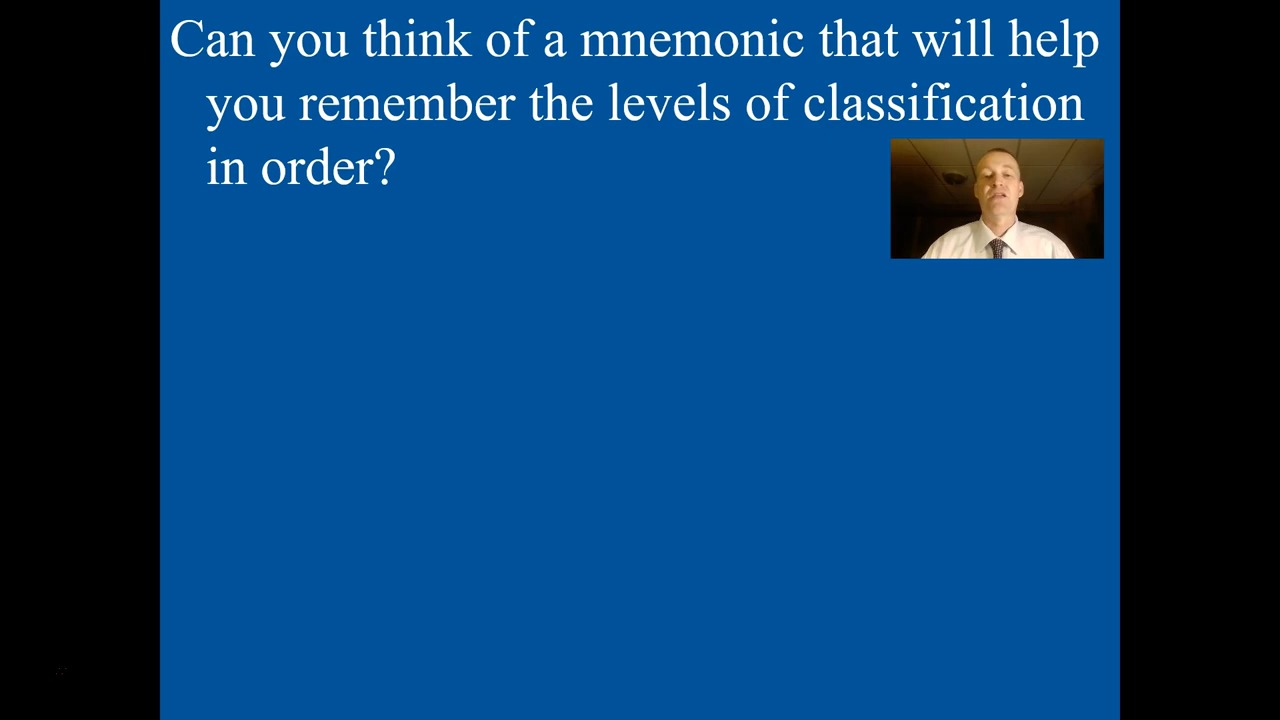 Can you think of a mnemonic that will help
you remember the levels of classification
in order?